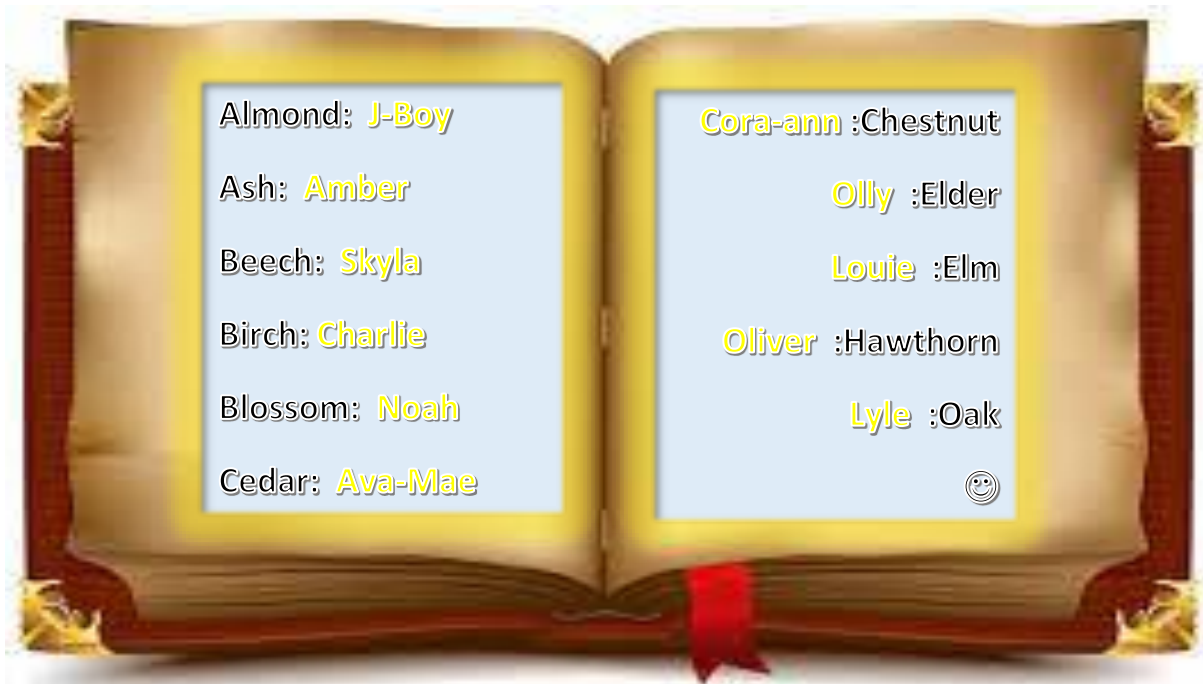 Almond: J-Boy
Ash: Amber
Beech: Skyla
Birch: Charlie
Blossom: Noah
Cedar: Ava-Mae
Cora-ann :Chestnut
Olly :Elder
Louie :Elm
Oliver :Hawthorn
Lyle :Oak
☺